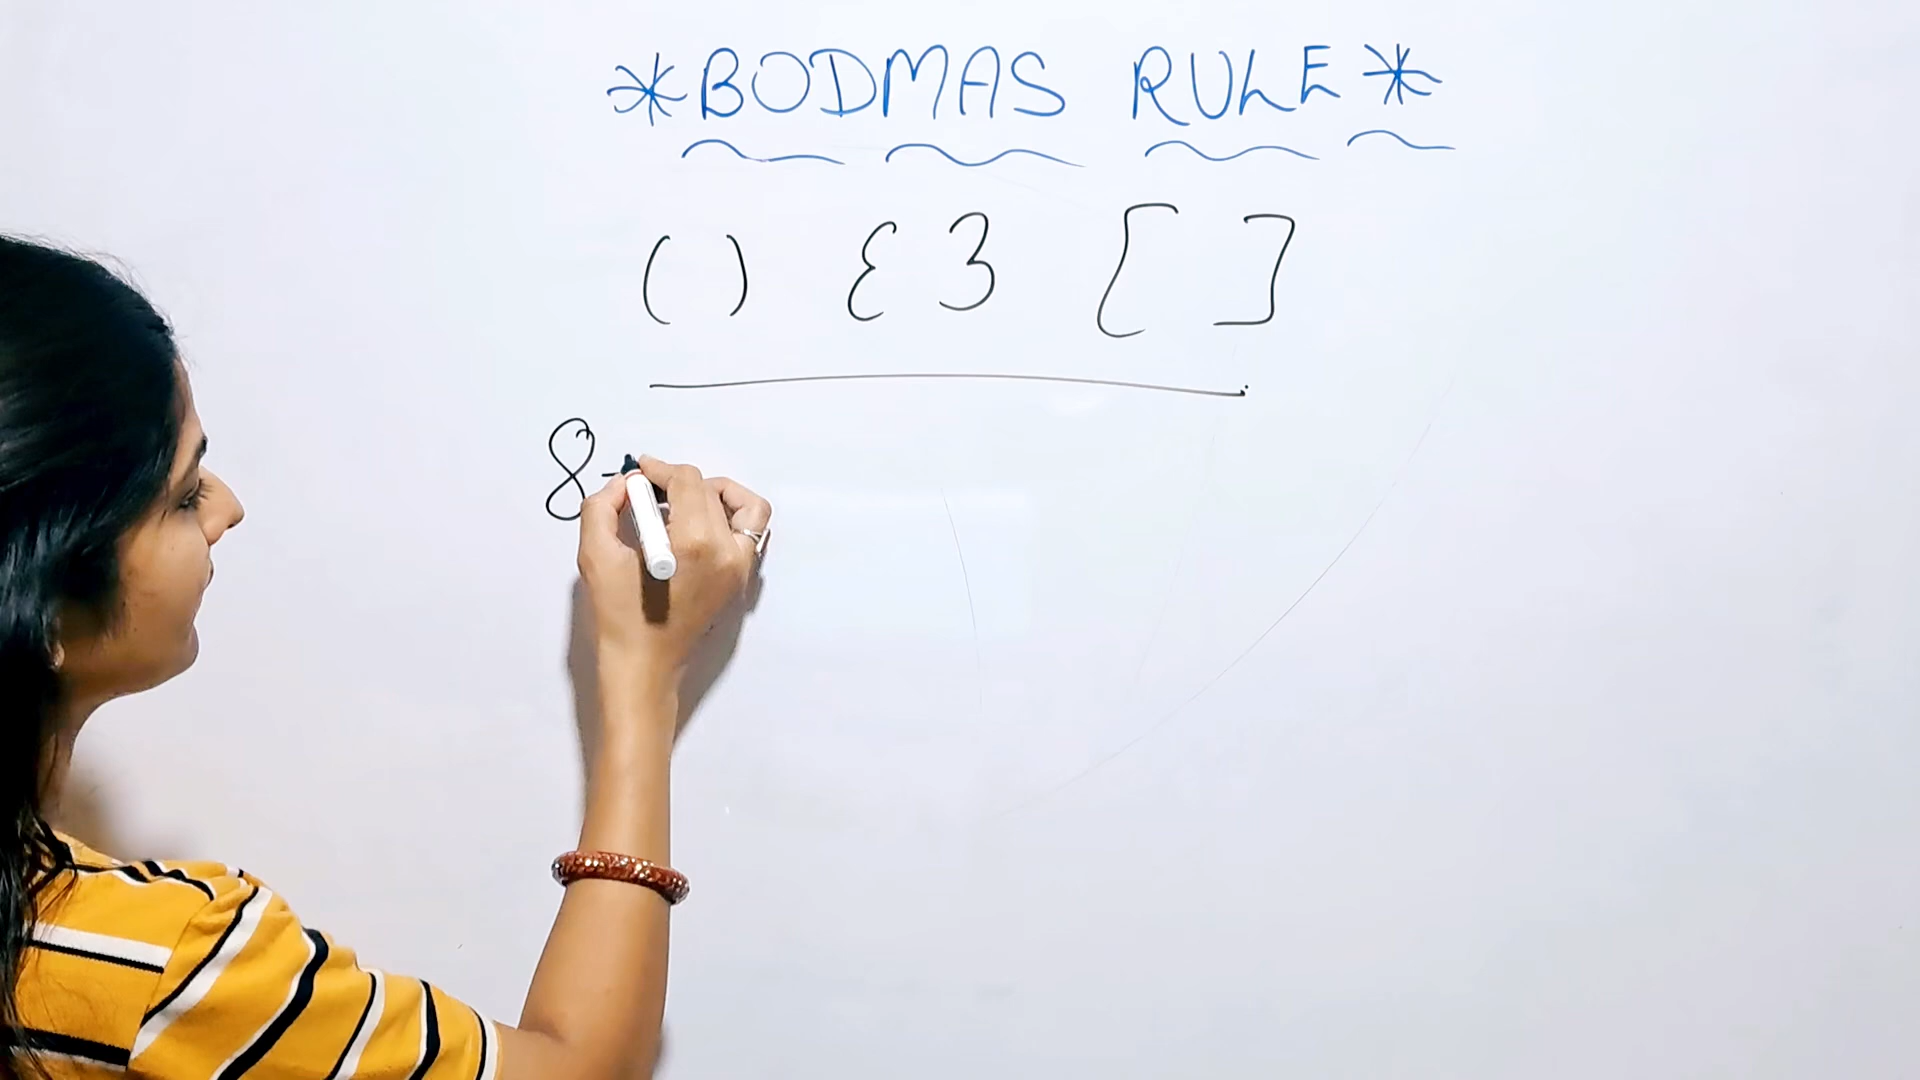 *BODMAS RULE*
( ) { } [ ]
8-